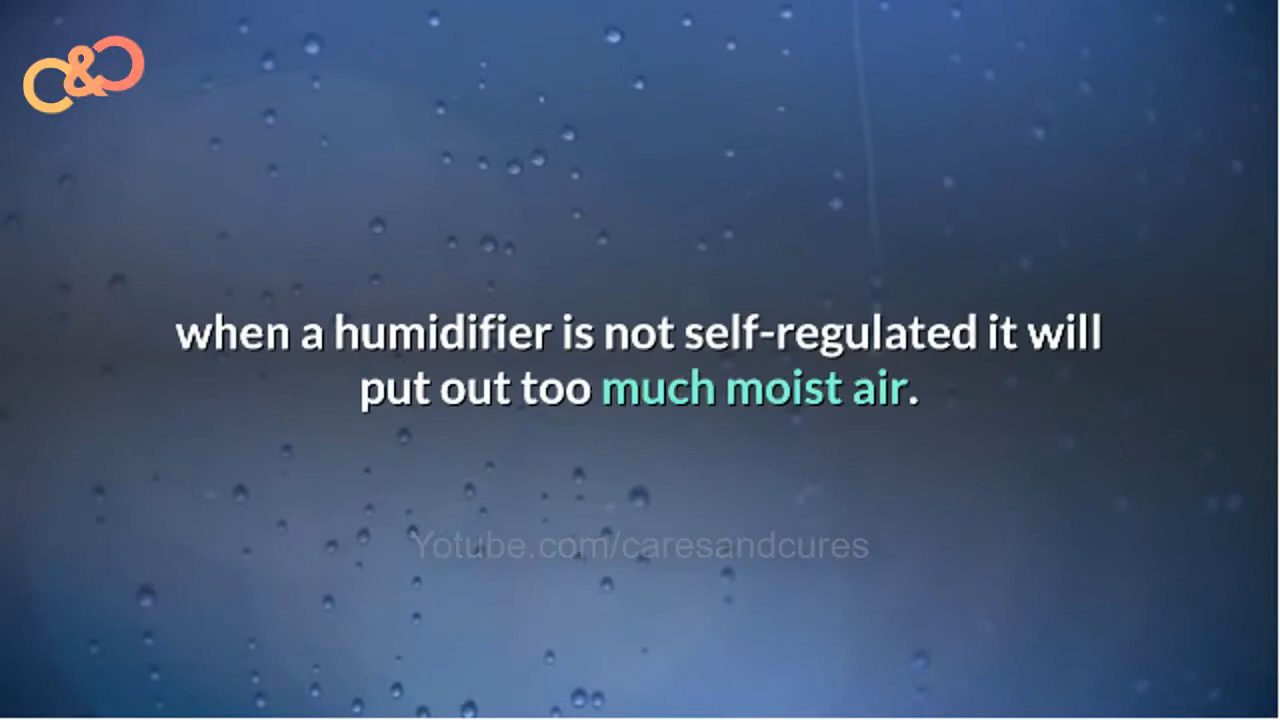 C&C
when a humidifier is not self-regulated it will
put out too much moist air.
Yotube.com/caresandcures